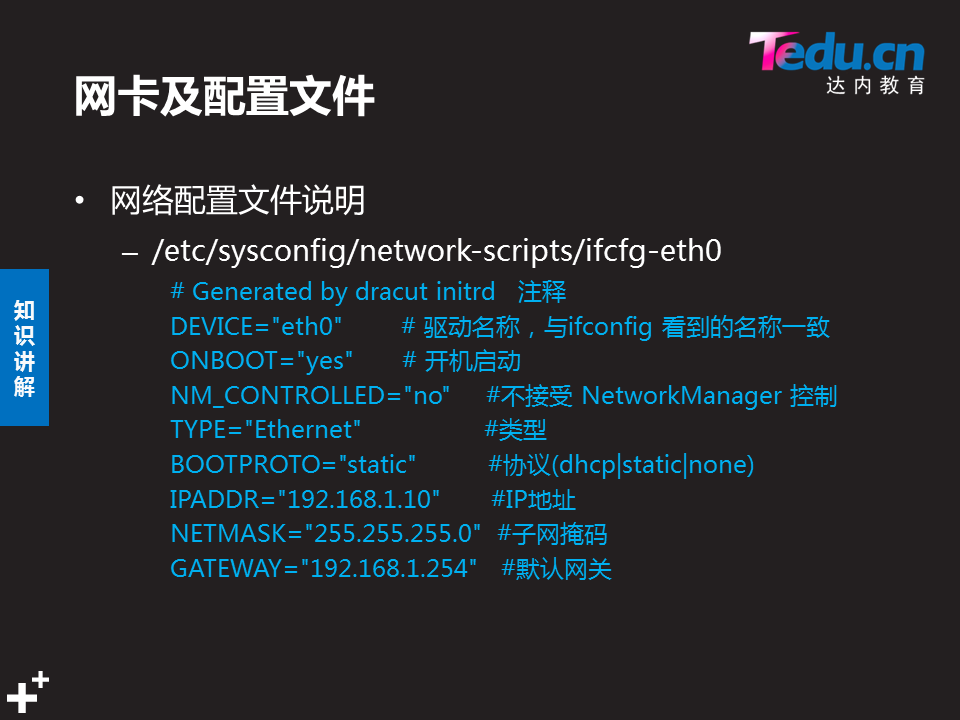 Tedu.cn
达内教育
网卡及配置文件
• 网络配置文件说明
– /etc/sysconfig/network-scripts/ifcfg-eth0
# Generated by dracut initrd 注释
DEVICE="eth0" # 驱动名称，与ifconfig 看到的名称一致
ONBOOT="yes" # 开机启动
NM_CONTROLLED="no" #不接受 NetworkManager 控制
TYPE="Ethernet" #类型
BOOTPROTO="static" #协议(dhcp|static|none)
IPADDR="192.168.1.10" #IP地址
NETMASK="255.255.255.0" #子网掩码
GATEWAY="192.168.1.254" #默认网关
知识讲解